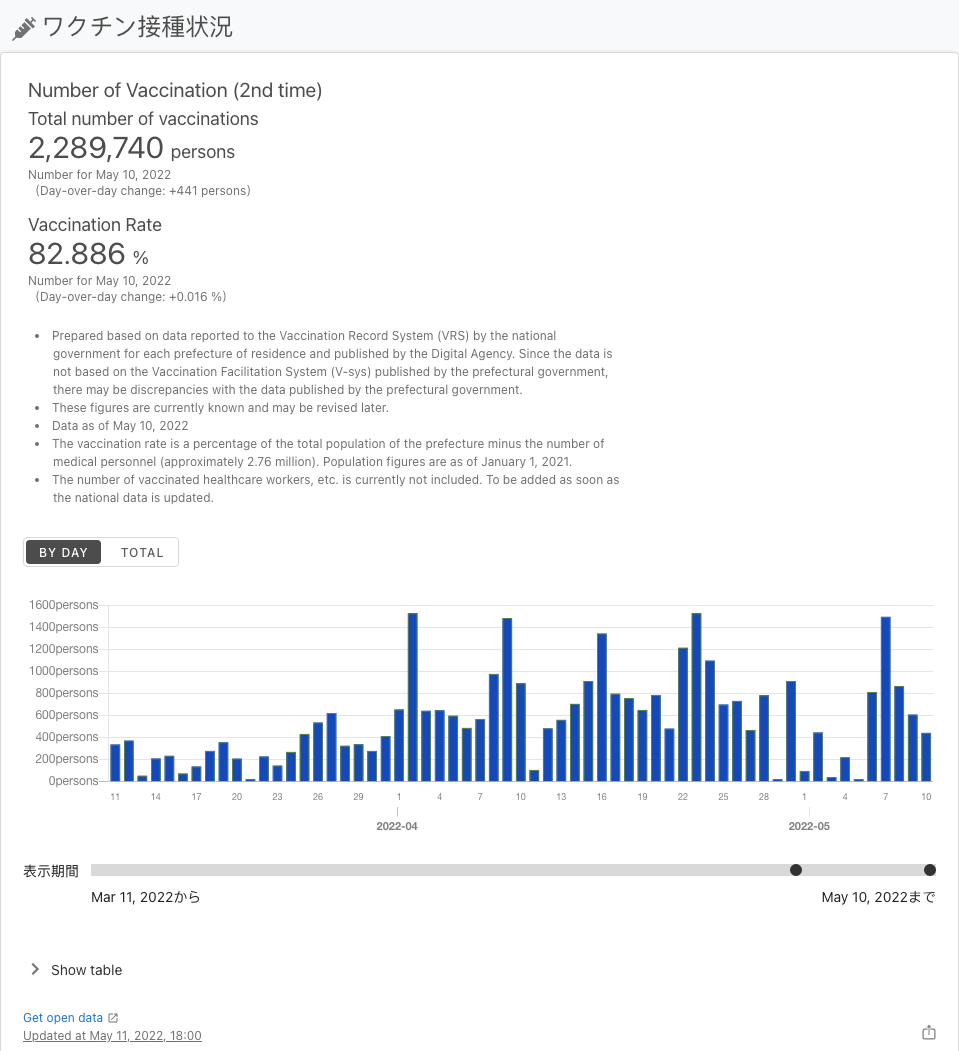 ワクチン接種状況
Number of Vaccination (2nd time)
Total number of vaccinations
2,289,740 persons
Number for May 10, 2022
(Day-over-day change: +441 persons)
Vaccination Rate
82.886 %
Number for May 10, 2022
(Day-over-day change: +0.016 %)
• Prepared based on data reported to the Vaccination Record System (VRS) by the national
government for each prefecture of residence and published by the Digital Agency. Since the data is
not based on the Vaccination Facilitation System (V-sys) published by the prefectural government,
there may be discrepancies with the data published by the prefectural government.
• These figures are currently known and may be revised later.
• Data as of May 10, 2022
• The vaccination rate is a percentage of the total population of the prefecture minus the number of
medical personnel (approximately 2.76 million). Population figures are as of January 1, 2021.
• The number of vaccinated healthcare workers, etc. is currently not included. To be added as soon as
the national data is updated.
BY DAY TOTAL
1600persons
1400persons
1200persons
1000persons
800persons
600persons
400persons
200persons
0persons
11 14 17 20 23 26 29 1 4 7 10 13 16 19 22 25 28 1 4 7 10
2022-04 2022-05
表示期間
Mar 11, 2022から May 10, 2022まで
Show table
Get open data
Updated at May 11, 2022, 18:00